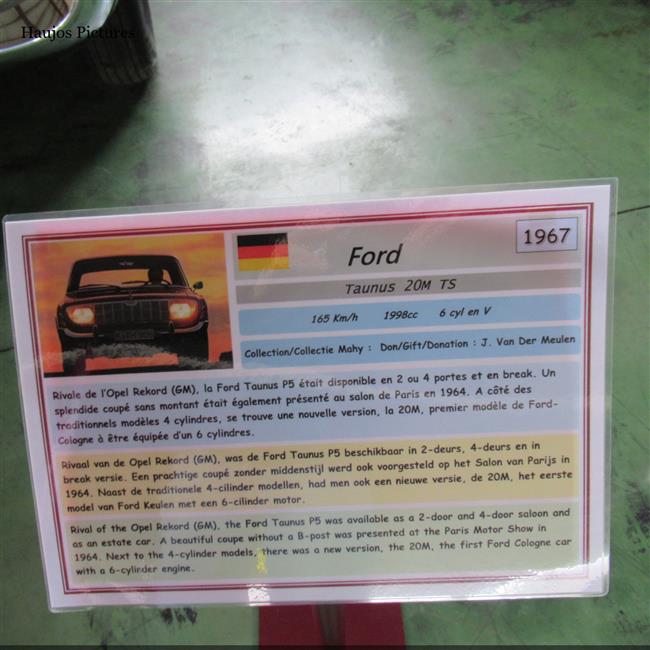 Haujos Pictures
Ford
1967
Taunus 20M TS
165 Km/h 1998cc 6 cyl en V
Collection/Collectie Mahy : Don/Gift/Donation : J. Van Der Meulen
Rivale de l'Opel Rekord (GM), la Ford Taunus P5 était disponible en 2 ou 4 portes et en break. Un
splendide coupé sans montant était également présenté au salon de Paris en 1964. A côté des
traditionnels modèles 4 cylindres, se trouve une nouvelle version, la 20M, premier modèle de Ford-
Cologne à être équipée d'un 6 cylindres.
Rivaal van de Opel Rekord (GM), was de Ford Taunus P5 beschikbaar in 2-deurs, 4-deurs en in
break versie. Een prachtige coupé zonder middenstijl werd ook voorgesteld op het Salon van Parijs in
1964. Naast de traditionele 4-cilinder modellen, had men ook een nieuwe versie, de 20M, het eerste
model van Ford Keulen met een 6-cilinder motor.
Rival of the Opel Rekord (GM), the Ford Taunus P5 was available as a 2-door and 4-door saloon and
as an estate car. A beautiful coupe without a B-post was presented at the Paris Motor Show in
1964. Next to the 4-cylinder models, there was a new version, the 20M, the first Ford Cologne car
with a 6-cylinder engine.